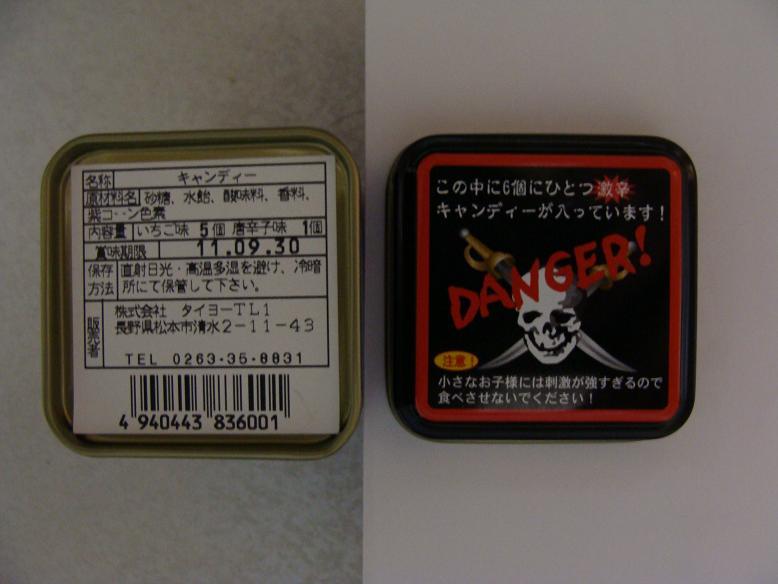 名称 キャンディー
原材料名 砂糖、水飴、酸味料、香料、
紫コーン色素
内容量 いちご味 5個 唐辛子味 1個
賞味期限 11.09.30
保存方法 直射日光・高温多湿を避け、冷暗
所にて保管して下さい。
販売者 株式会社 タイヨーTL1
長野県松本市清水2-11-43
TEL 0263-35-8831
4 940443 836001
この中に6個にひとつ激辛
キャンディーが入っています!
DANGER!
注意!
小さなお子様には刺激が強すぎるので
食べさせないでください!